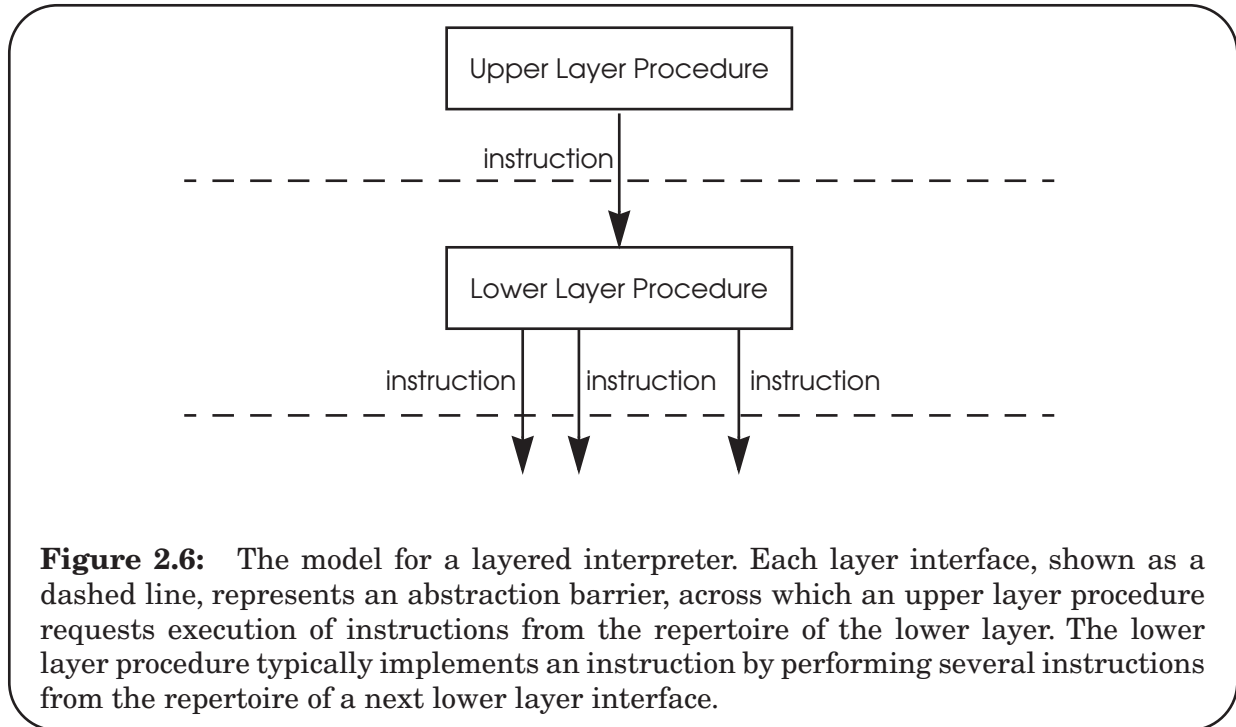 Upper Layer Procedure
instruction
Lower Layer Procedure
instruction instruction instruction
Figure 2.6: The model for a layered interpreter. Each layer interface, shown as a
dashed line, represents an abstraction barrier, across which an upper layer procedure
requests execution of instructions from the repertoire of the lower layer. The lower
layer procedure typically implements an instruction by performing several instructions
from the repertoire of a next lower layer interface.